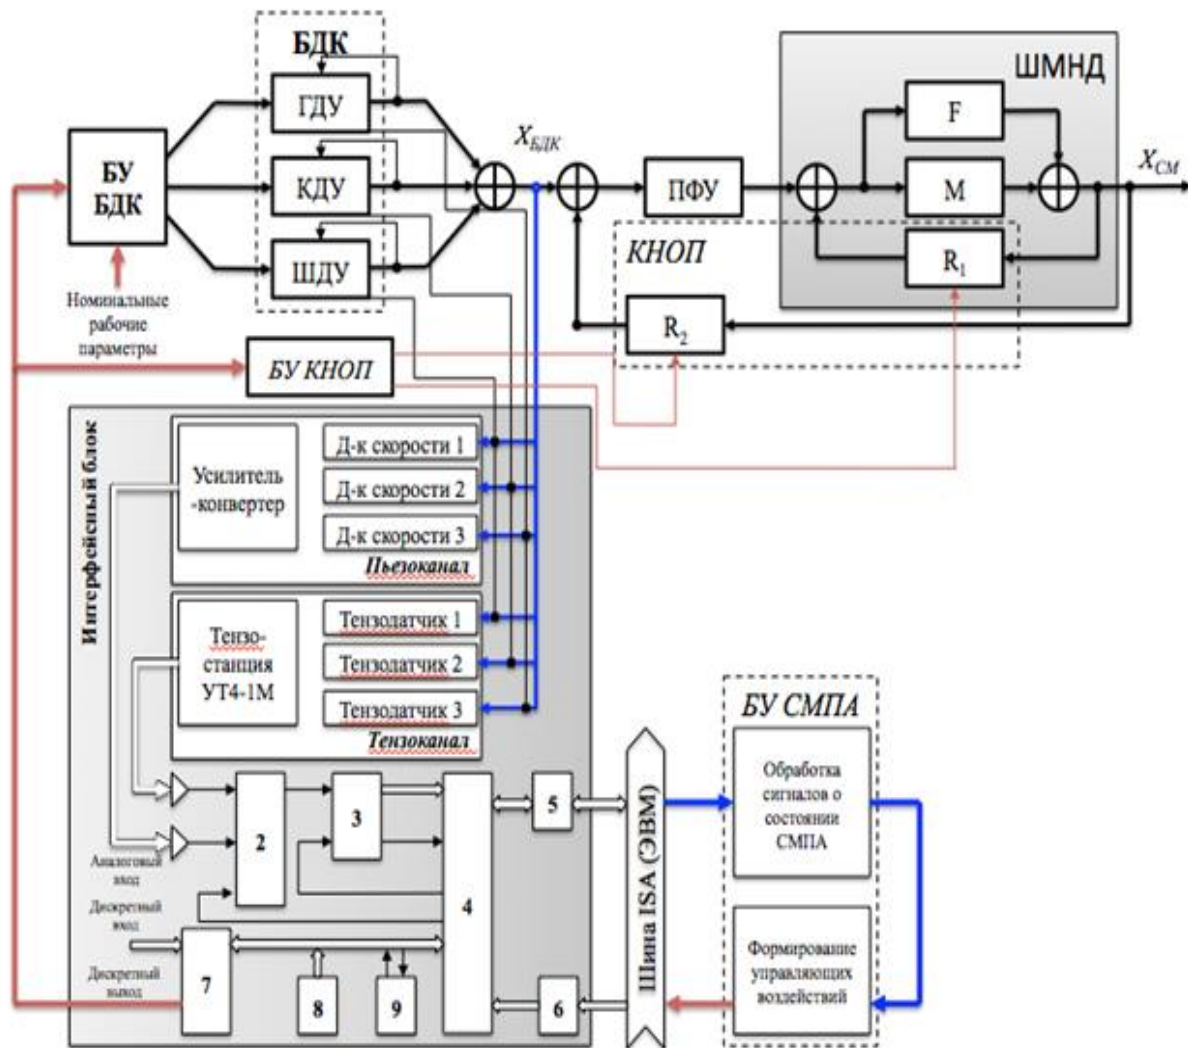 БДК
ШМНД
ГДУ
F
X_БДК
X_СМ
БУ
БДК
КДУ
ПФУ
M
КНОП
R₁
ШДУ
Номинальные
рабочие
параметры
R₂
БУ КНОП
Интерфейсный блок
Усилитель
-конвертер
Д-к скорости 1
Д-к скорости 2
Д-к скорости 3
Пьезоканал
Тензо-
станция
УТ4-1М
Тензодатчик 1
Тензодатчик 2
Тензодатчик 3
Тензоканал
БУ СМПА
Обработка
сигналов о
состоянии
СМПА
Шина ISA (ЭВМ)
5
3
2
Аналоговый
вход
4
Дискретный
вход
Формирование
управляющих
воздействий
Дискретный
выход
7
8
9
6